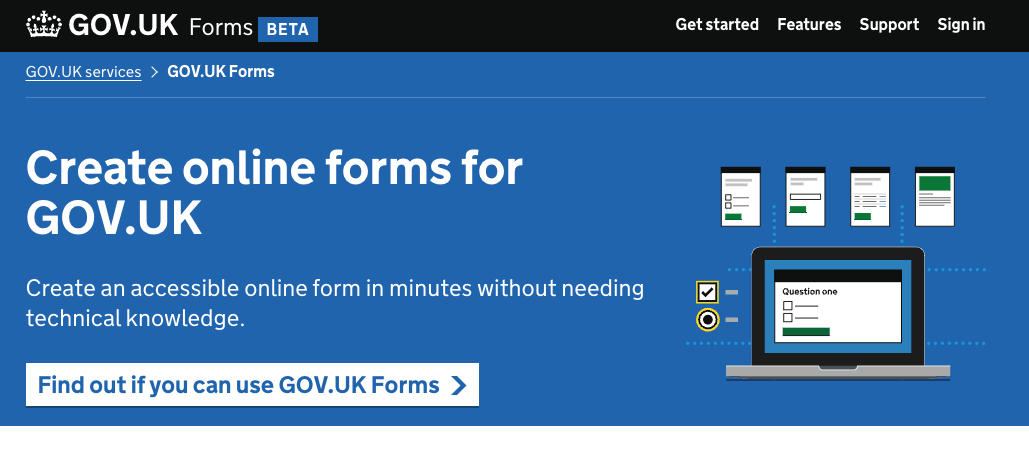 GOV.UK Forms BETA
Get started Features Support Sign in
GOV.UK services > GOV.UK Forms
Create online forms for
GOV.UK
Create an accessible online form in minutes without needing
technical knowledge.
Find out if you can use GOV.UK Forms
Question one